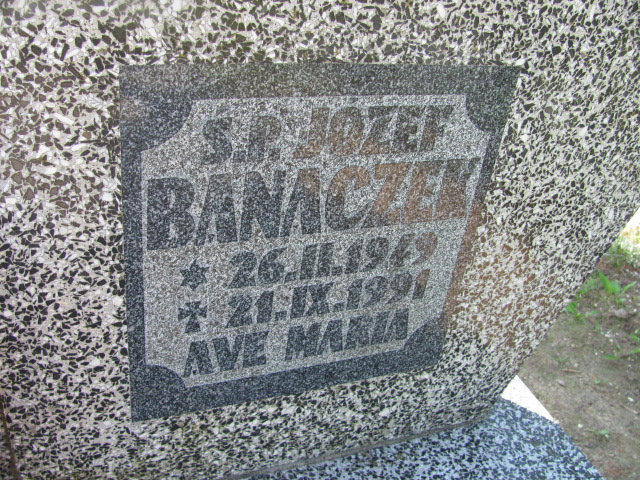 S.P. JÓZEF
BANACZEK
* 26.II.1949
✝ 21.IX.1991
AVE MARIA